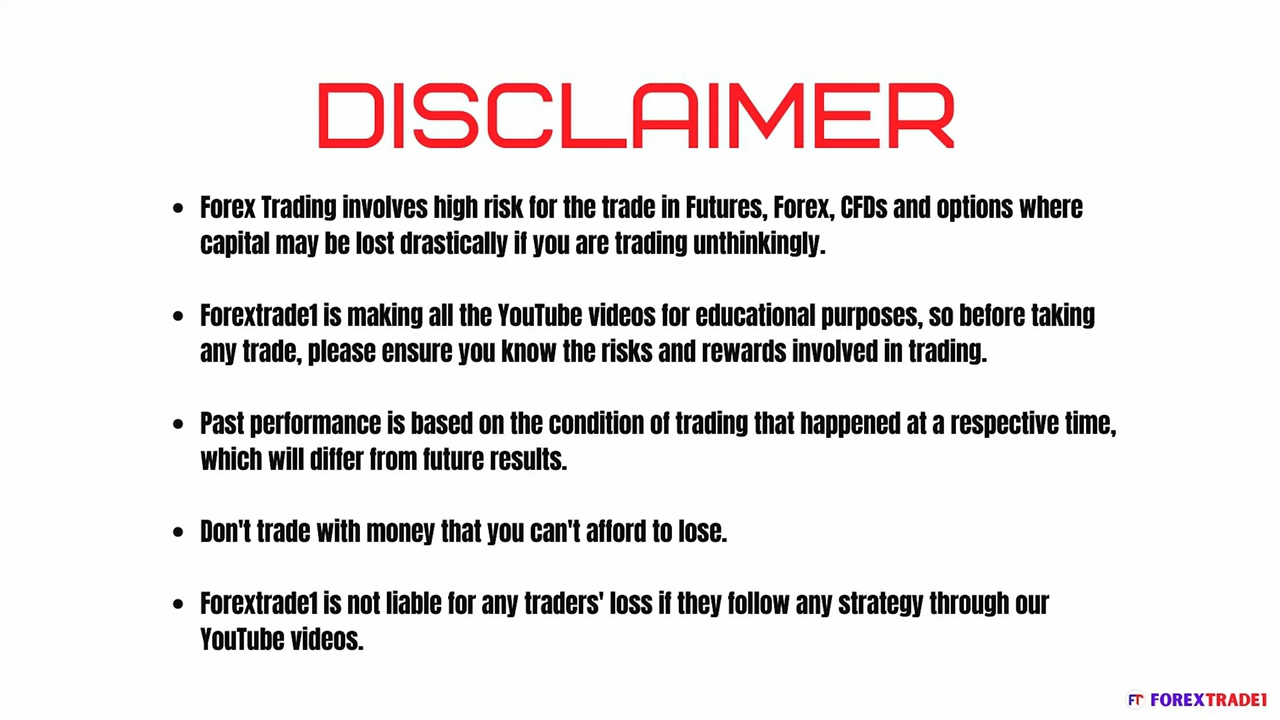 DISCLAIMER
• Forex Trading involves high risk for the trade in Futures, Forex, CFDs and options where
capital may be lost drastically if you are trading unthinkingly.
• Forextrade1 is making all the YouTube videos for educational purposes, so before taking
any trade, please ensure you know the risks and rewards involved in trading.
• Past performance is based on the condition of trading that happened at a respective time,
which will differ from future results.
• Don't trade with money that you can't afford to lose.
• Forextrade1 is not liable for any traders' loss if they follow any strategy through our
YouTube videos.
FT FOREXTRADE1